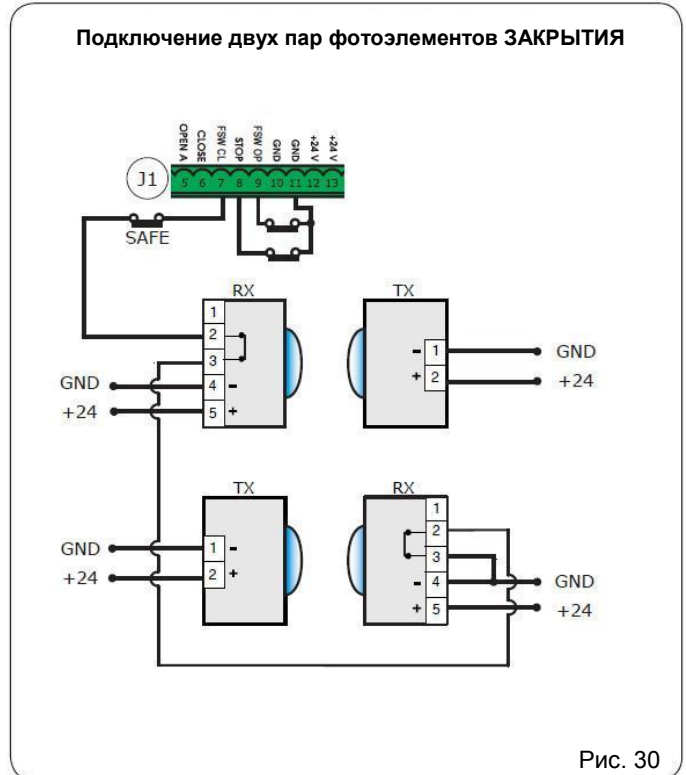 Подключение двух пар фотоэлементов ЗАКРЫТИЯ
OPEN A
CLOSE
FSW CL
STOP
FSW OP
GND
GND
+24 V
+24 V
J1
5 6 7 8 9 10 11 12 13
SAFE
RX
1
2
3
GND 4 -
+24 5 +
TX
- 1 GND
+ 2 +24
TX
GND 1 -
+24 2 +
RX
1
2
3
- 4 GND
+ 5 +24
Рис. 30